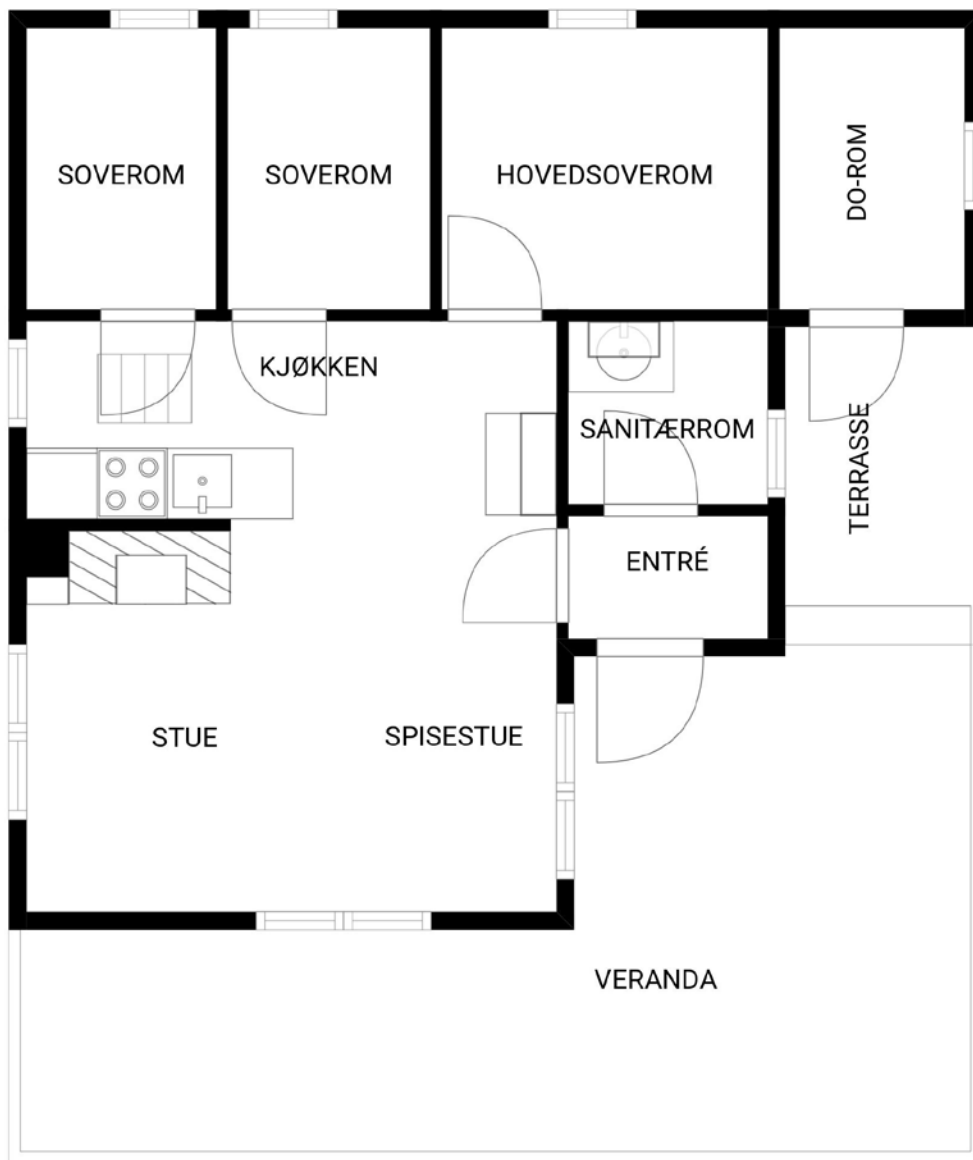 SOVEROM
SOVEROM
HOVEDSOVEROM
DO-ROM
KJØKKEN
SANITÆRROM
TERRASSE
ENTRÉ
STUE
SPISESTUE
VERANDA